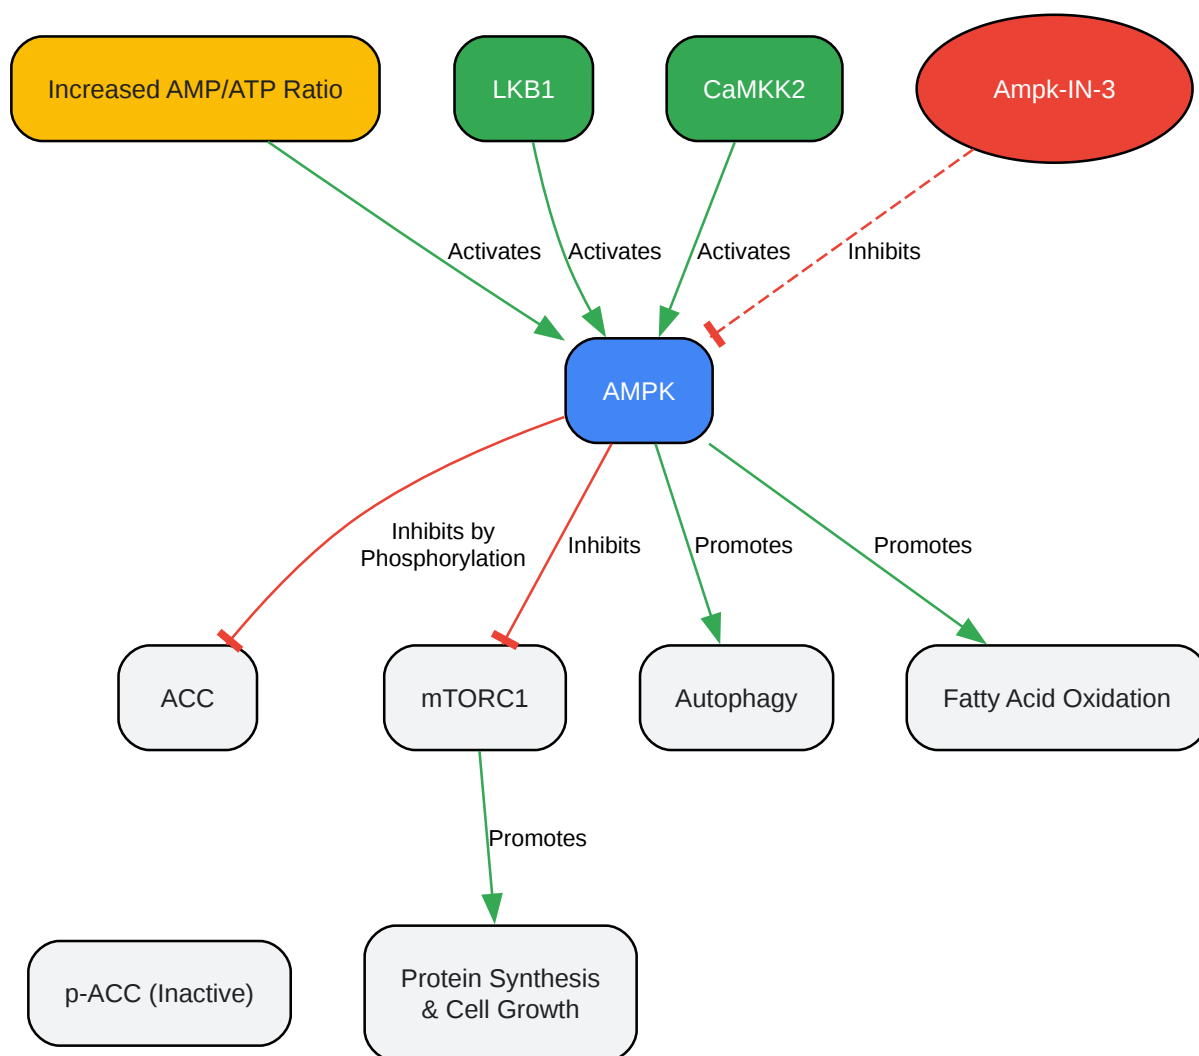 Increased AMP/ATP Ratio
LKB1
CaMKK2
Ampk-IN-3
Activates
Activates
Activates
Inhibits
AMPK
Inhibits by
Phosphorylation
Inhibits
Promotes
Promotes
ACC
mTORC1
Autophagy
Fatty Acid Oxidation
Promotes
p-ACC (Inactive)
Protein Synthesis
& Cell Growth